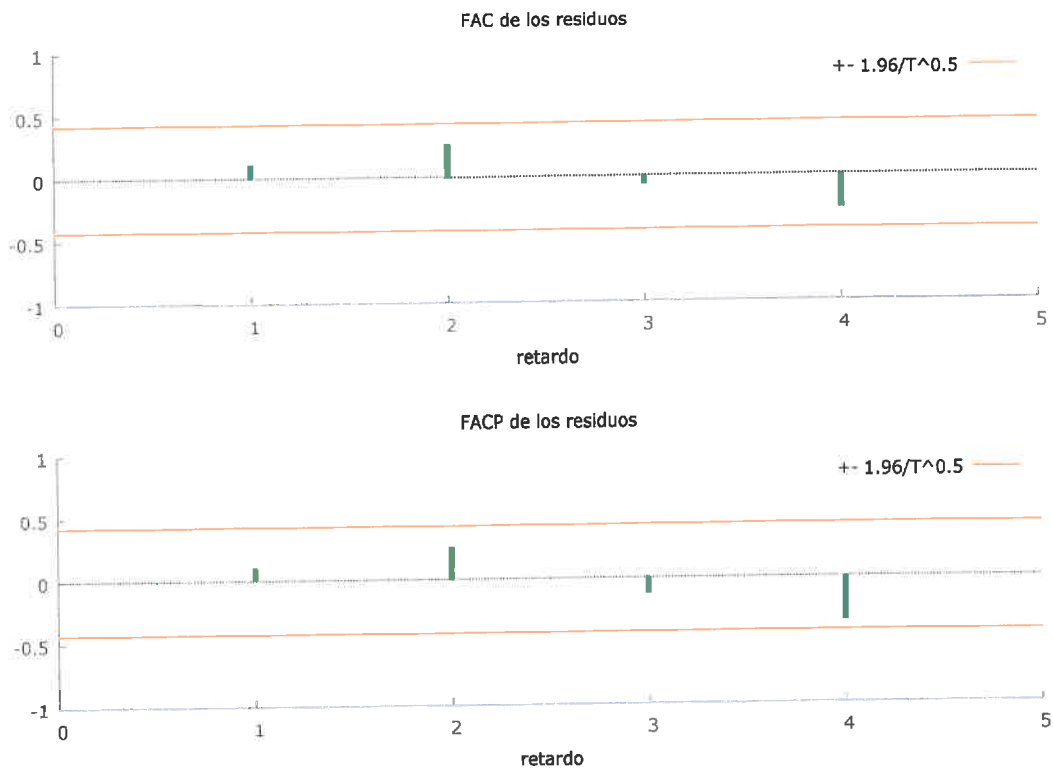 FAC de los residuos
+- 1.96/T^0.5
1
0.5
0
-0.5
-1
0 1 2 3 4 5
retardo
FACP de los residuos
+- 1.96/T^0.5
1
0.5
0
-0.5
-1
0 1 2 3 4 5
retardo